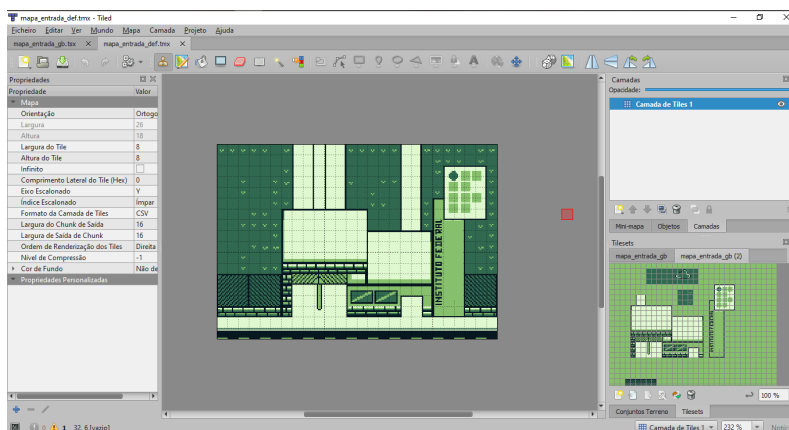 mapa_entrada_def.tmx - Tiled
Ficheiro Editar Ver Mundo Mapa Camada Projeto Ajuda
mapa_entrada_gb.tsx
mapa_entrada_def.tmx
Propriedades
Propriedade Valor
Mapa
Orientação Ortogo
Largura 26
Altura 18
Largura do Tile 8
Altura do Tile 8
Infinito
Comprimento Lateral do Tile (Hex) 0
Eixo Escalonado Y
Índice Escalonado Ímpar
Formato da Camada de Tiles CSV
Largura do Chunk de Saída 16
Largura de Saída de Chunk 16
Ordem de Renderização dos Tiles Direita
Nível de Compressão -1
Cor de Fundo Não de
Propriedades Personalizadas
INSTITUTO FEDERAL
Camadas
Opacidade:
Camada de Tiles 1
Mini-mapa Objetos Camadas
Tilesets
mapa_entrada_gb mapa_entrada_gb (2)
100 %
Conjuntos Terreno Tilesets
0 1 32, 6 [vazio]
Camada de Tiles 1 232 %